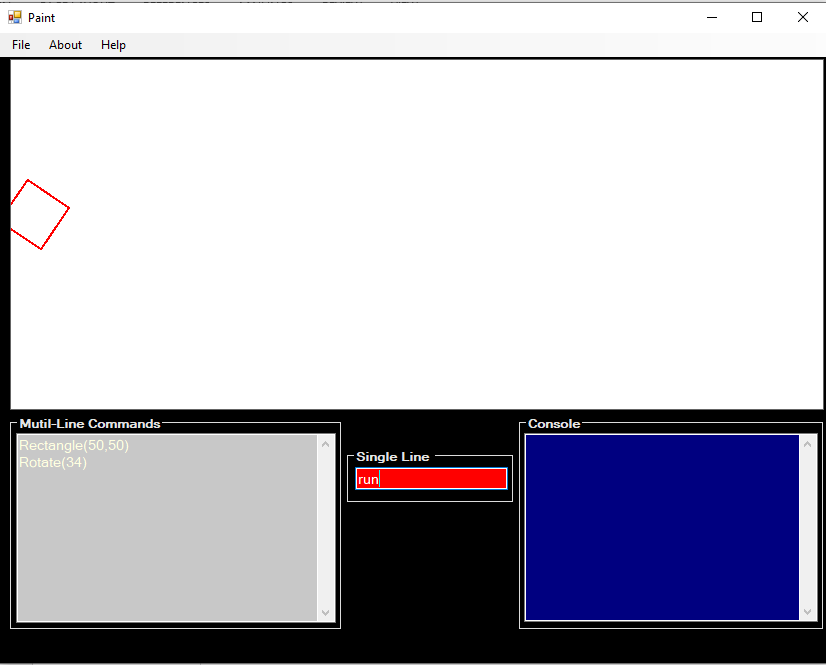 Paint
File About Help
Mutil-Line Commands
Rectangle(50,50)
Rotate(34)
Single Line
run
Console